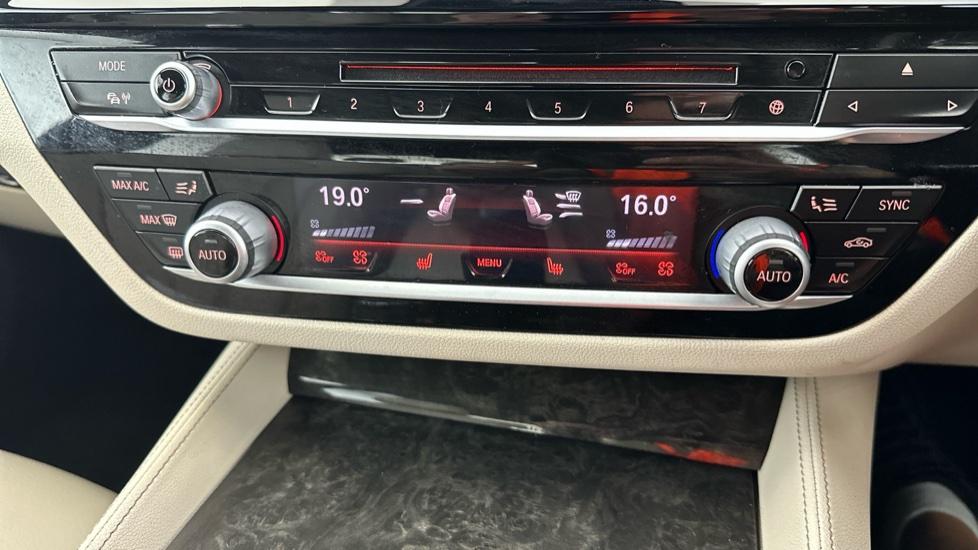 MODE
1 2 3 4 5 6 7
MAX A/C
19.0° 16.0°
SYNC
MAX
AUTO
OFF MENU OFF
AUTO
A/C